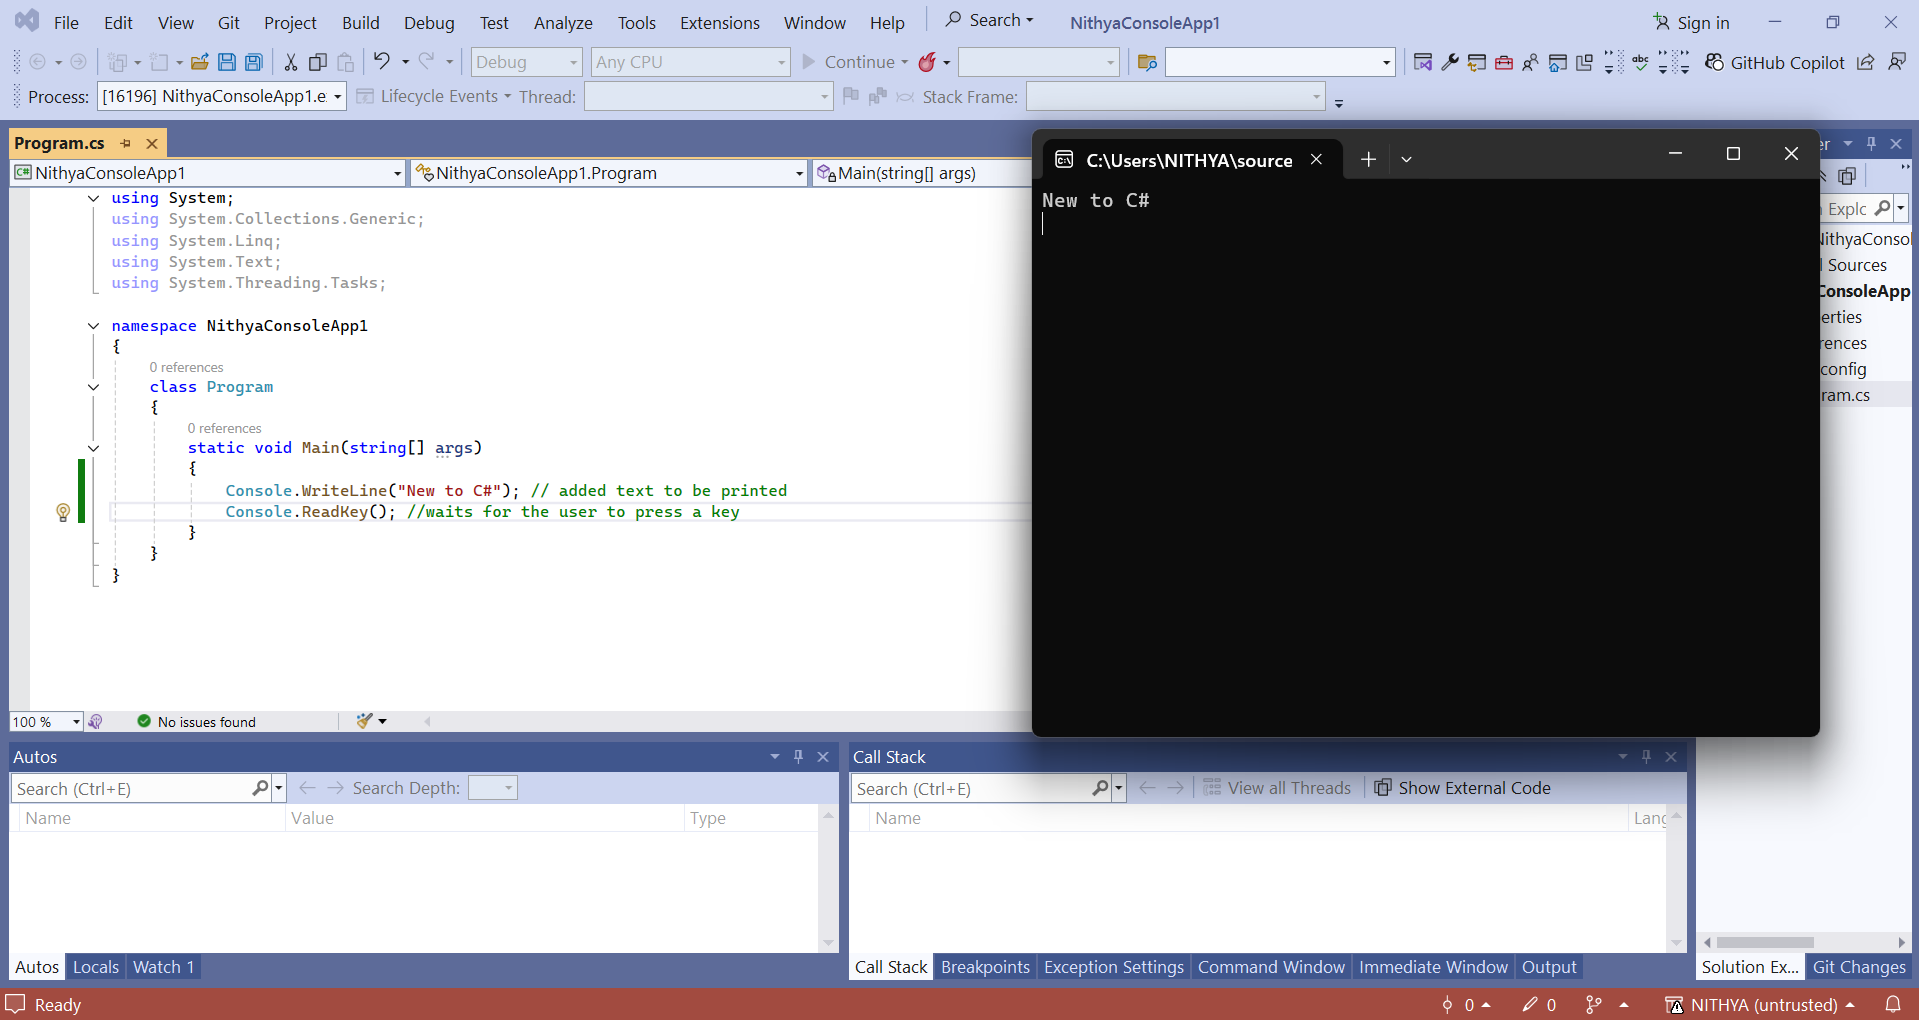 File Edit View Git Project Build Debug Test Analyze Tools Extensions Window Help Search NithyaConsoleApp1 Sign in
Debug Any CPU Continue GitHub Copilot
Process: [16196] NithyaConsoleApp1.e Lifecycle Events Thread: Stack Frame:
Program.cs
NithyaConsoleApp1 NithyaConsoleApp1.Program Main(string[] args)
using System;
using System.Collections.Generic;
using System.Linq;
using System.Text;
using System.Threading.Tasks;
namespace NithyaConsoleApp1
{
0 references
class Program
{
0 references
static void Main(string[] args)
{
Console.WriteLine("New to C#"); // added text to be printed
Console.ReadKey(); //waits for the user to press a key
}
}
}
100 % No issues found
C:\Users\NITHYA\source
New to C#
er
Explc
NithyaConsol
l Sources
ConsoleApp
erties
rences
config
ram.cs
Autos
Search (Ctrl+E) Search Depth:
Name Value Type
Autos Locals Watch 1
Call Stack
Search (Ctrl+E) View all Threads Show External Code
Name Lang
Call Stack Breakpoints Exception Settings Command Window Immediate Window Output
Solution Ex... Git Changes
Ready 0 0 NITHYA (untrusted)